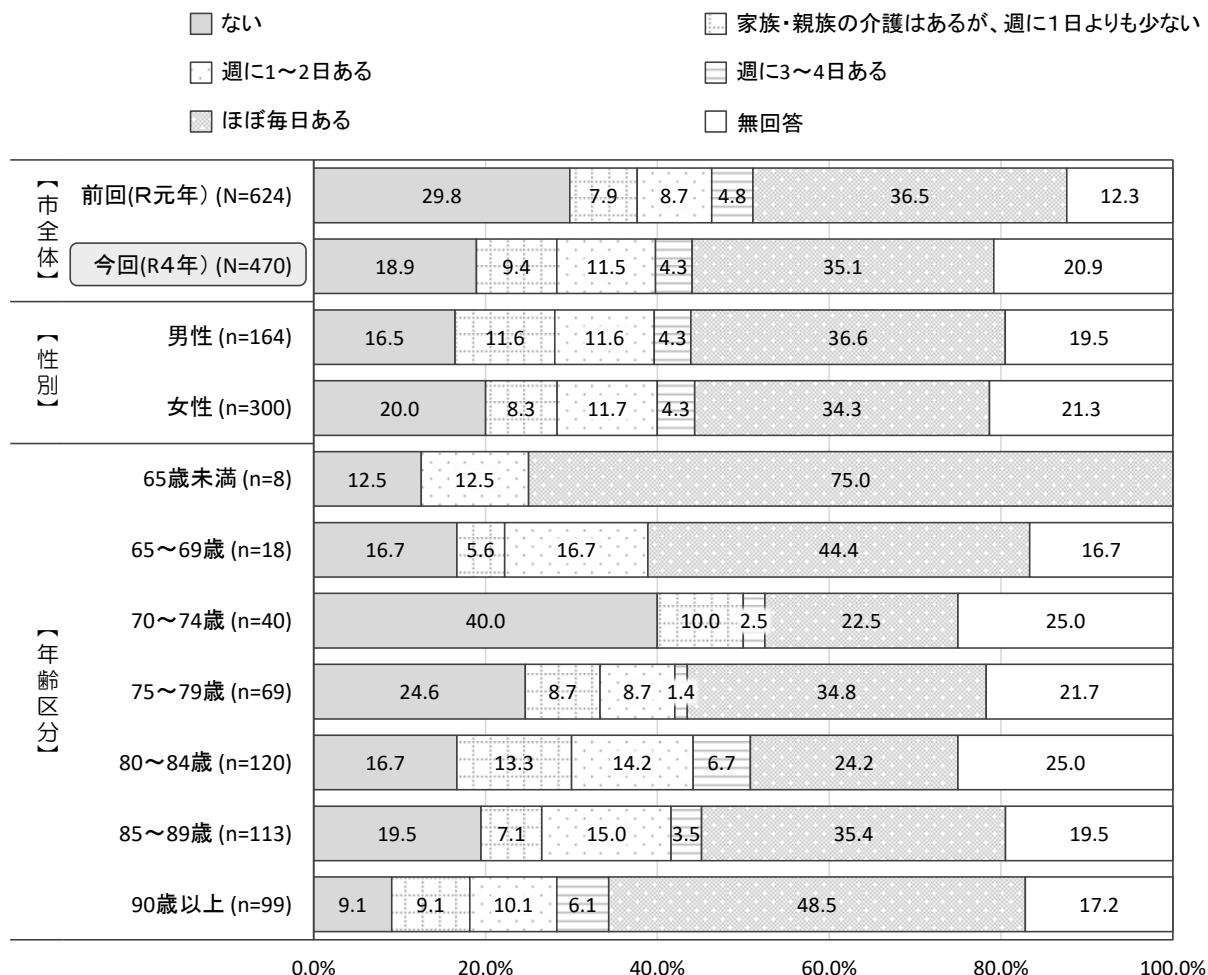 ない
家族・親族の介護はあるが、週に1日よりも少ない
週に1～2日ある
週に3～4日ある
ほぼ毎日ある
無回答
【市全体】
前回(R元年) (N=624)
29.8 7.9 8.7 4.8 36.5 12.3
今回(R4年) (N=470)
18.9 9.4 11.5 4.3 35.1 20.9
【性別】
男性 (n=164)
16.5 11.6 11.6 4.3 36.6 19.5
女性 (n=300)
20.0 8.3 11.7 4.3 34.3 21.3
【年齢区分】
65歳未満 (n=8)
12.5 12.5 75.0
65～69歳 (n=18)
16.7 5.6 16.7 44.4 16.7
70～74歳 (n=40)
40.0 10.0 2.5 22.5 25.0
75～79歳 (n=69)
24.6 8.7 8.7 1.4 34.8 21.7
80～84歳 (n=120)
16.7 13.3 14.2 6.7 24.2 25.0
85～89歳 (n=113)
19.5 7.1 15.0 3.5 35.4 19.5
90歳以上 (n=99)
9.1 9.1 10.1 6.1 48.5 17.2
0.0% 20.0% 40.0% 60.0% 80.0% 100.0%